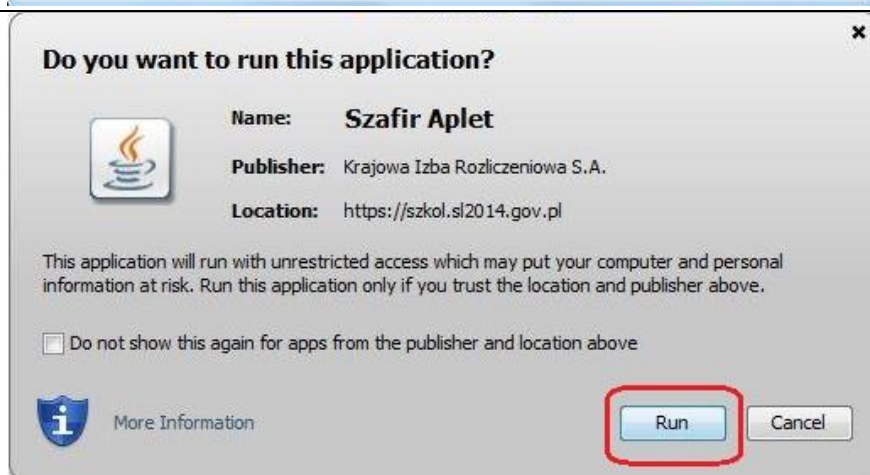 Do you want to run this application?
Name: Szafir Aplet
Publisher: Krajowa Izba Rozliczeniowa S.A.
Location: https://szkol.sl2014.gov.pl
This application will run with unrestricted access which may put your computer and personal
information at risk. Run this application only if you trust the location and publisher above.
Do not show this again for apps from the publisher and location above
More Information
Run
Cancel